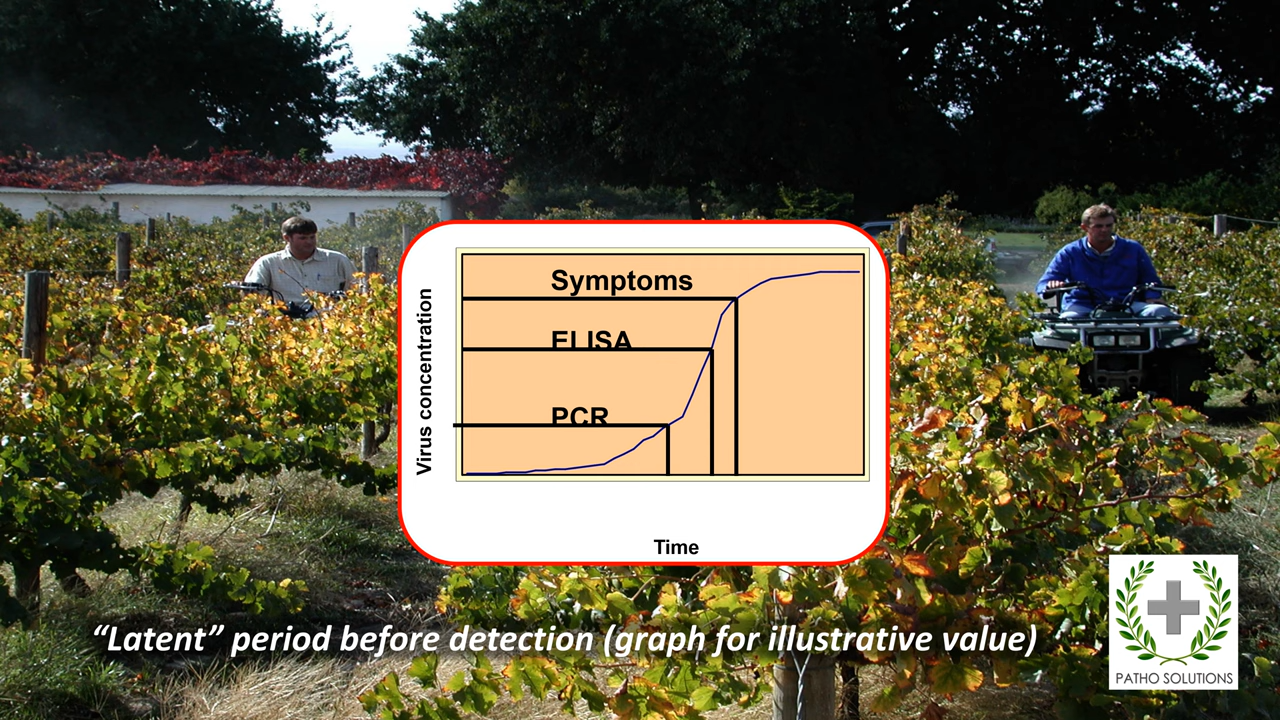 Symptoms
ELISA
PCR
Virus concentration
Time
“Latent” period before detection (graph for illustrative value)
PATHO SOLUTIONS